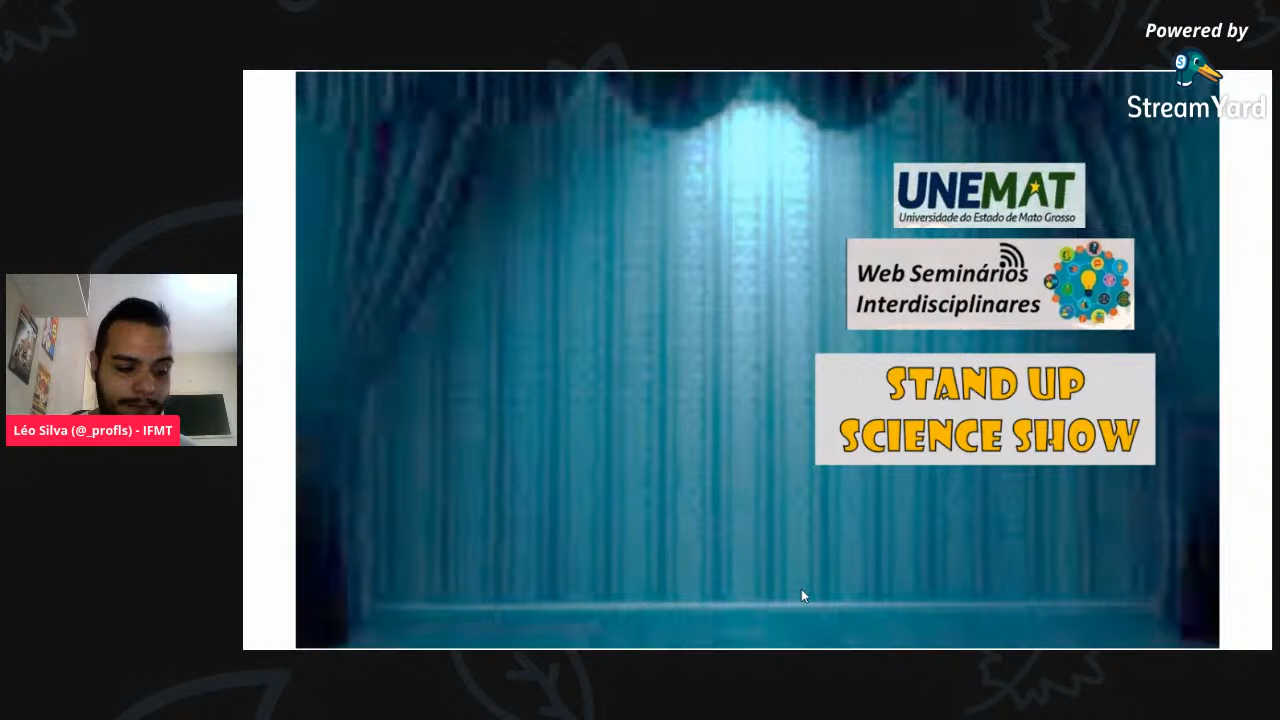 Powered by
S
StreamYard
UNEMAT
Universidade do Estado de Mato Grosso
Web Seminários
Interdisciplinares
STAND UP
SCIENCE SHOW
Léo Silva (@_profls) - IFMT